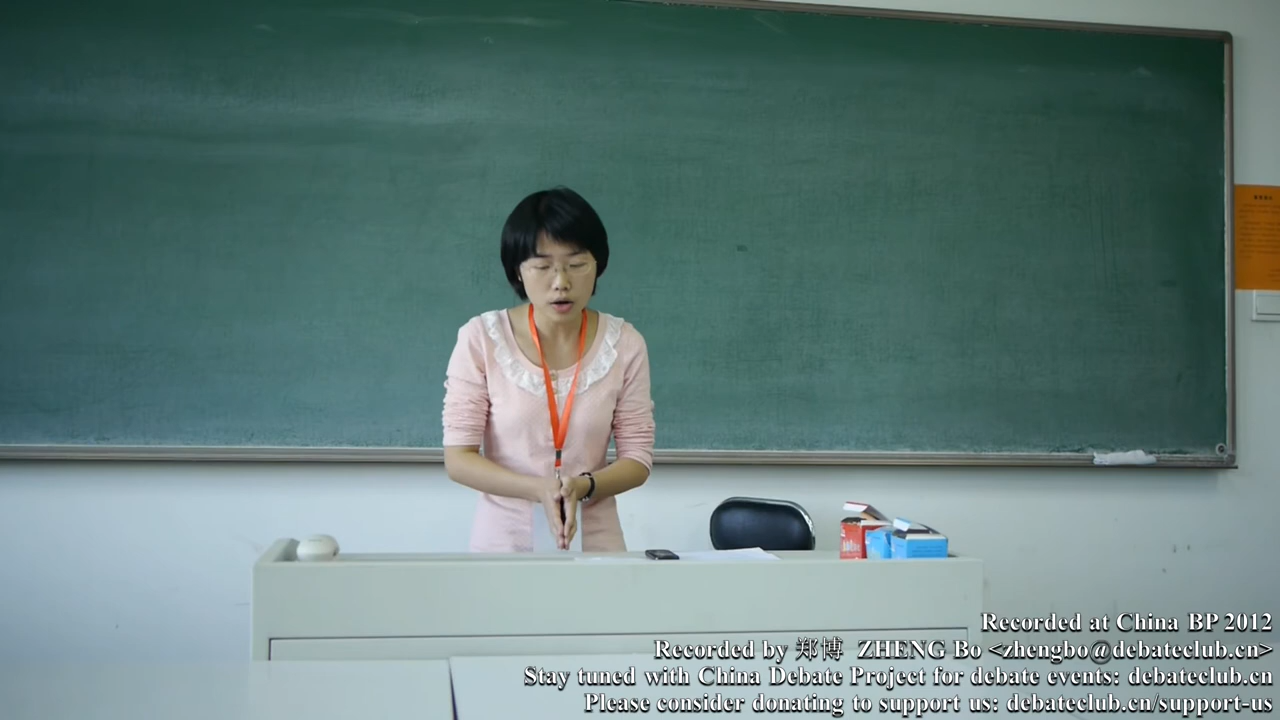 Recorded at China BP 2012
Recorded by 郑博 ZHENG Bo <zhengbo@debateclub.cn>
Stay tuned with China Debate Project for debate events: debateclub.cn
Please consider donating to support us: debateclub.cn/support-us